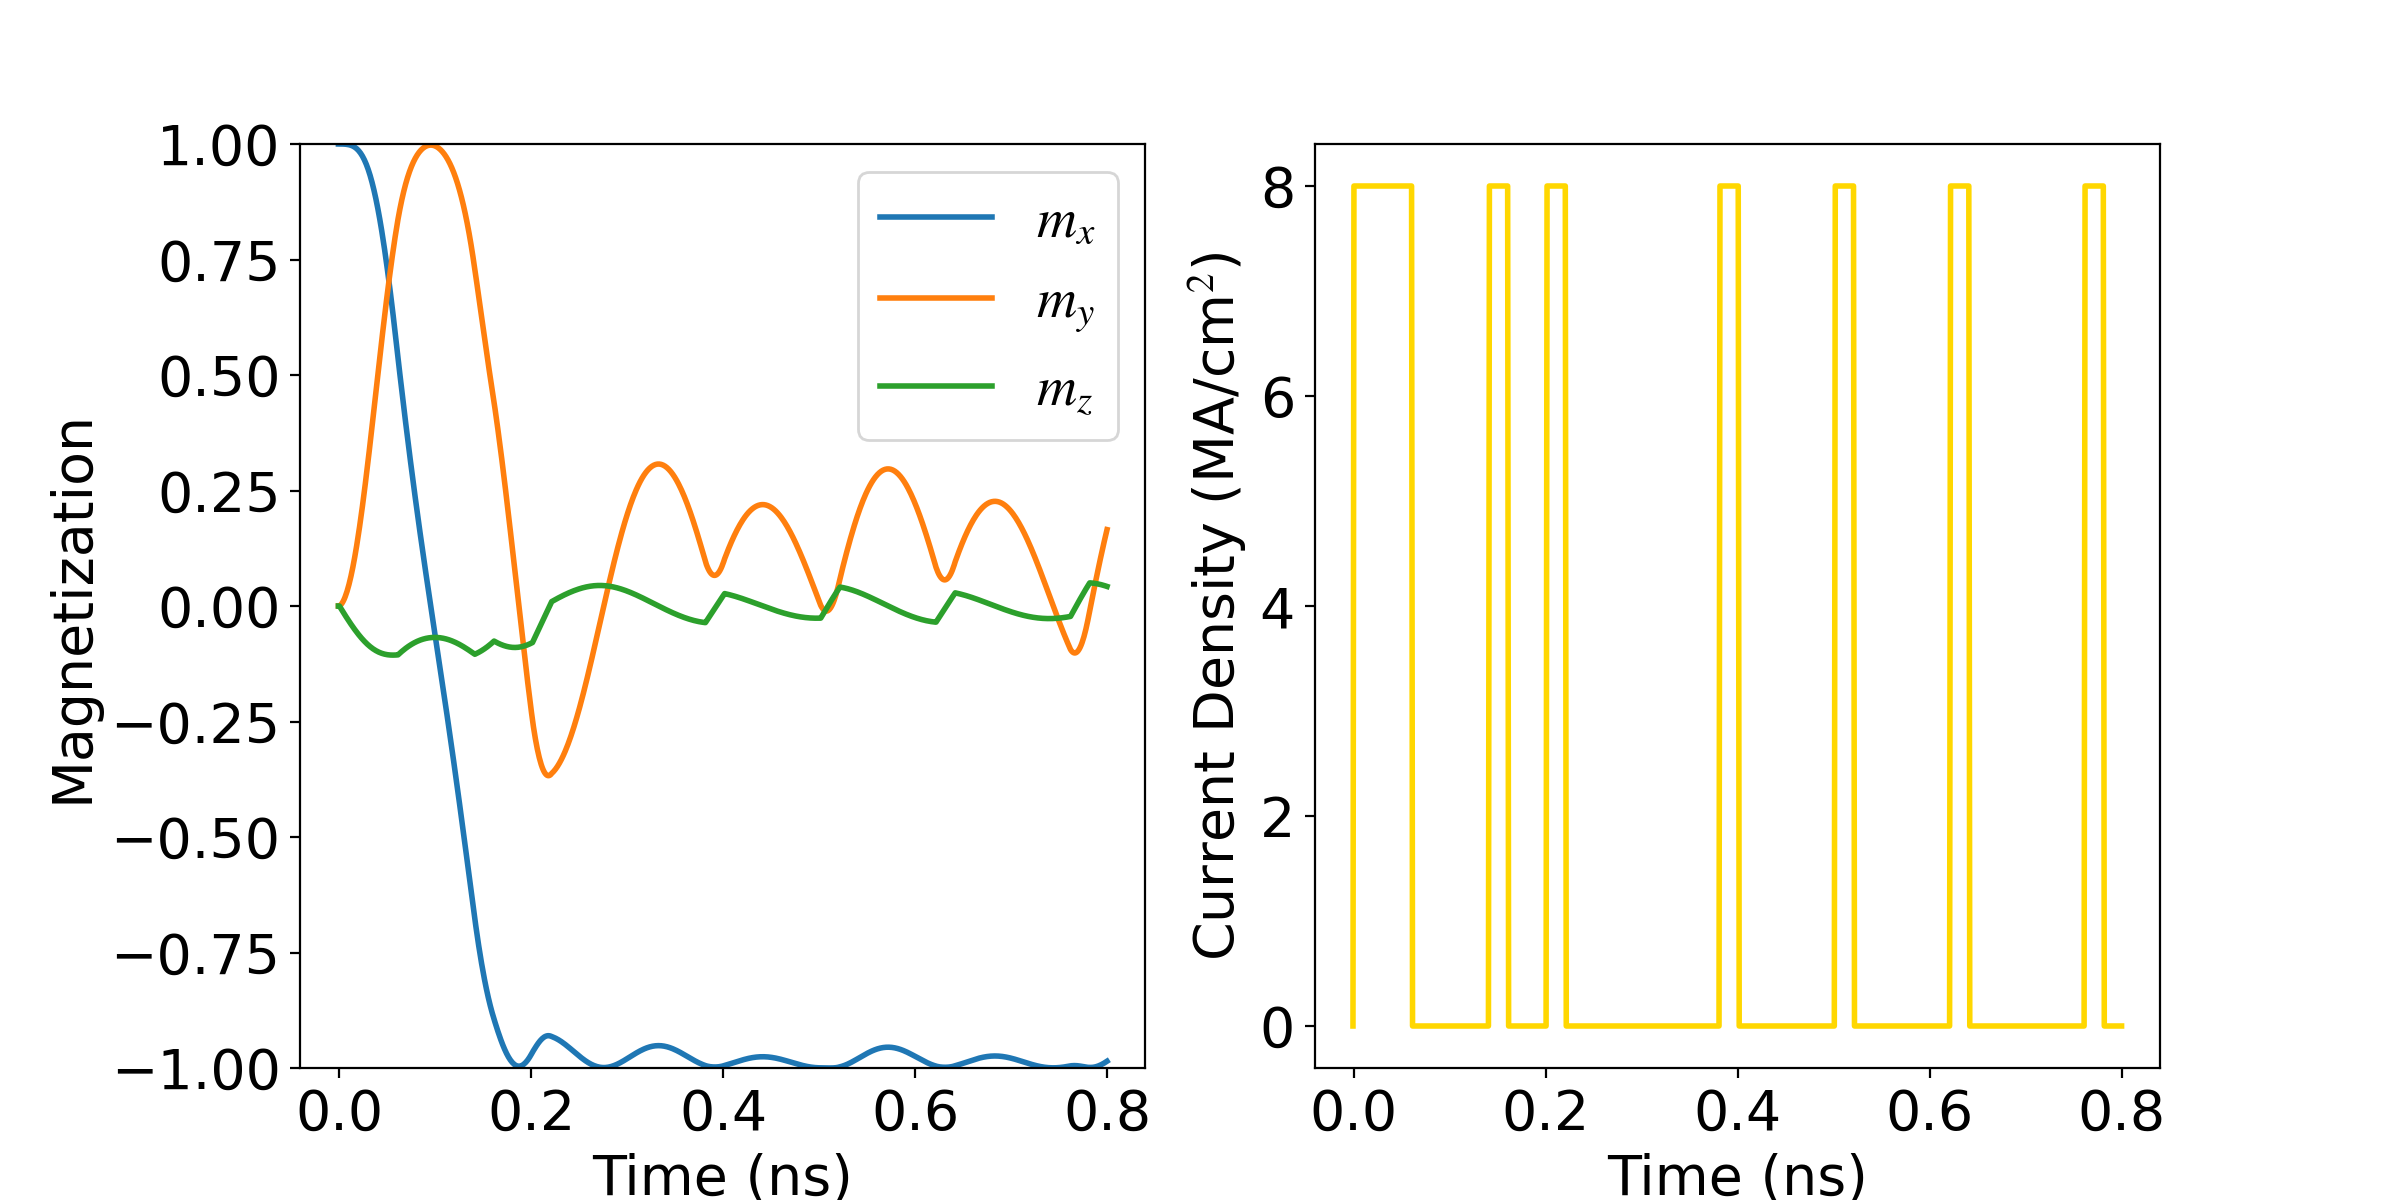 1.00
0.75
0.50
0.25
0.00
−0.25
−0.50
−0.75
−1.00
Magnetization
0.0 0.2 0.4 0.6 0.8
Time (ns)
mₓ
m_y
m_z
8
6
4
2
0
Current Density (MA/cm²)
0.0 0.2 0.4 0.6 0.8
Time (ns)